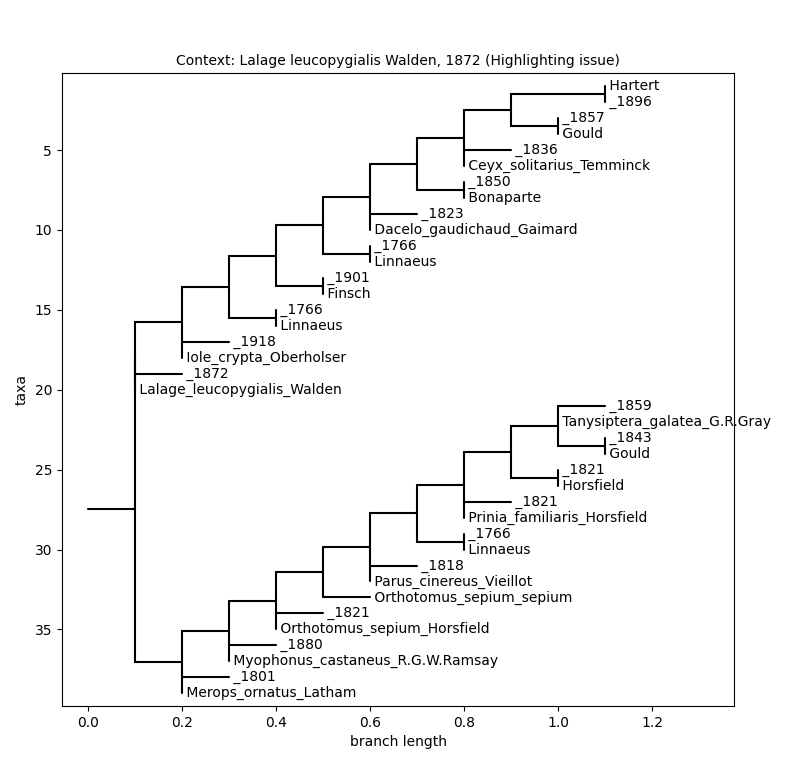 Context: Lalage leucopygialis Walden, 1872 (Highlighting issue)
Hartert
_1896
_1857
Gould
_1836
Ceyx_solitarius_Temminck
_1850
Bonaparte
_1823
Dacelo_gaudichaud_Gaimard
_1766
Linnaeus
_1901
Finsch
_1766
Linnaeus
_1918
Iole_crypta_Oberholser
_1872
Lalage_leucopygialis_Walden
_1859
Tanysiptera_galatea_G.R.Gray
_1843
Gould
_1821
Horsfield
_1821
Prinia_familiaris_Horsfield
_1766
Linnaeus
_1818
Parus_cinereus_Vieillot
Orthotomus_sepium_sepium
_1821
Orthotomus_sepium_Horsfield
_1880
Myophonus_castaneus_R.G.W.Ramsay
_1801
Merops_ornatus_Latham
5
10
15
20
25
30
35
taxa
0.0 0.2 0.4 0.6 0.8 1.0 1.2
branch length